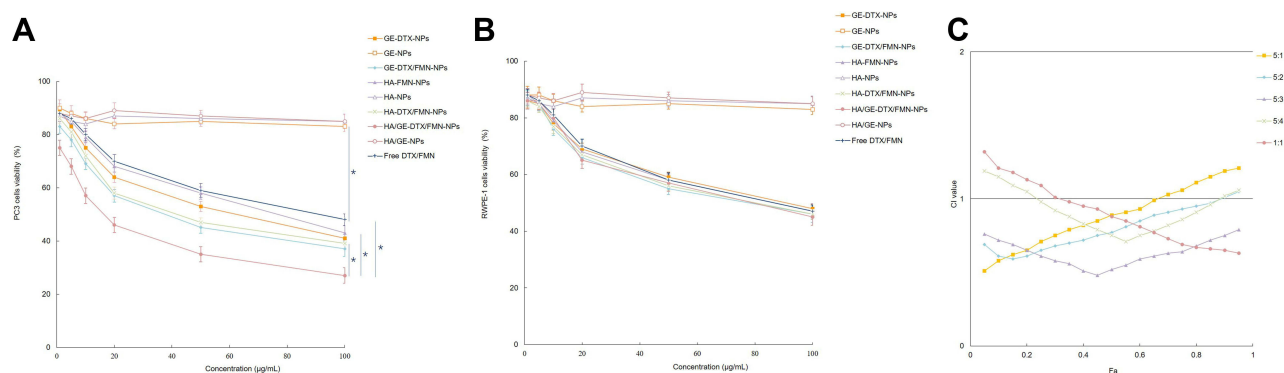 A
GE-DTX-NPs
GE-NPs
GE-DTX/FMN-NPs
HA-FMN-NPs
HA-NPs
HA-DTX/FMN-NPs
HA/GE-DTX/FMN-NPs
HA/GE-NPs
Free DTX/FMN
PC3 cells viability (%)
100
80
60
40
20
0
0
20
40
60
80
100
Concentration (µg/mL)
*
*
*
*
B
GE-DTX-NPs
GE-NPs
GE-DTX/FMN-NPs
HA-FMN-NPs
HA-NPs
HA-DTX/FMN-NPs
HA/GE-DTX/FMN-NPs
HA/GE-NPs
Free DTX/FMN
RWPE-1 cells viability (%)
100
80
60
40
20
0
0
20
40
60
80
100
Concentration (µg/mL)
C
2
1
0
CI value
0
0.2
0.4
0.6
0.8
1
Fa
5:1
5:2
5:3
5:4
1:1